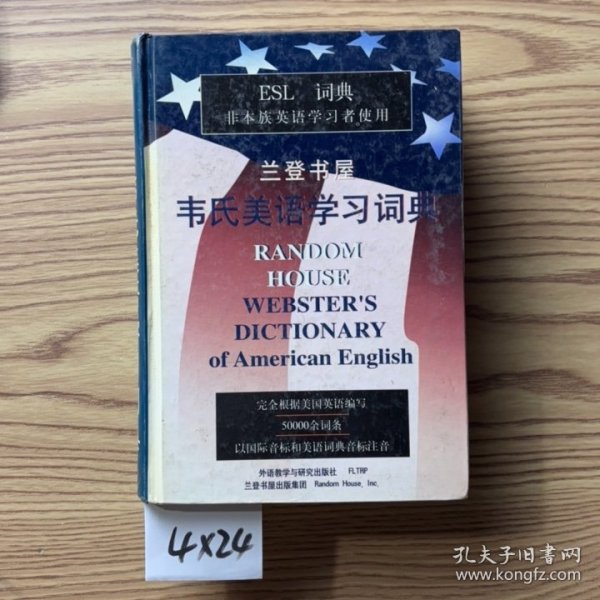 ESL 词典
非本族英语学习者使用
兰登书屋
韦氏美语学习词典
RANDOM
HOUSE
WEBSTER'S
DICTIONARY
of American English
完全根据美国英语编写
50000余词条
以国际音标和美语词典音标注音
外语教学与研究出版社 FLTRP
兰登书屋出版集团 Random House, Inc.
4×24
孔夫子旧书网
www.kongfz.com